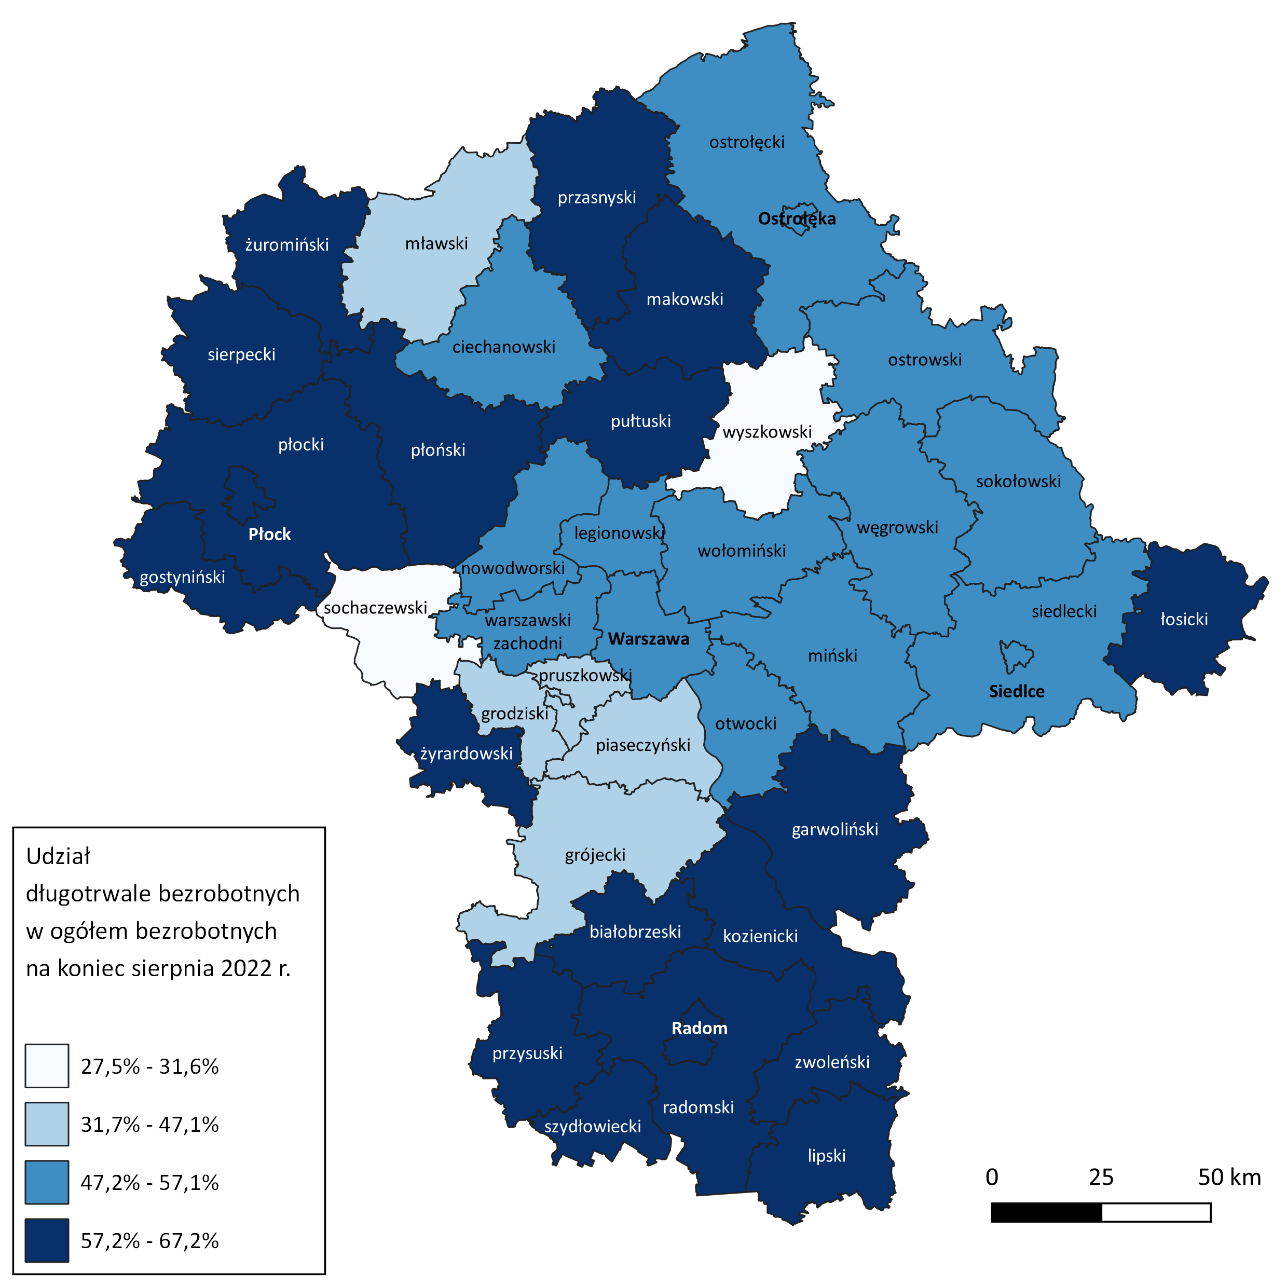 ostrołęcki
Ostrołęka
przasnyski
żuromiński
mławski
makowski
ciechanowski
sierpecki
ostrowski
pułtuski
wyszkowski
płocki
płoński
sokołowski
węgrowski
Płock
legionowski
wołomiński
nowodworski
gostyniński
sochaczewski
siedlecki
łosicki
warszawski
zachodni
Warszawa
miński
pruszkowski
Siedlce
grodziski
otwocki
piaseczyński
żyrardowski
garwoliński
grójecki
białobrzeski
kozienicki
Radom
przysuski
zwoleński
radomski
szydłowiecki
lipski
Udział
długotrwale bezrobotnych
w ogółem bezrobotnych
na koniec sierpnia 2022 r.
27,5% - 31,6%
31,7% - 47,1%
47,2% - 57,1%
57,2% - 67,2%
0 25 50 km